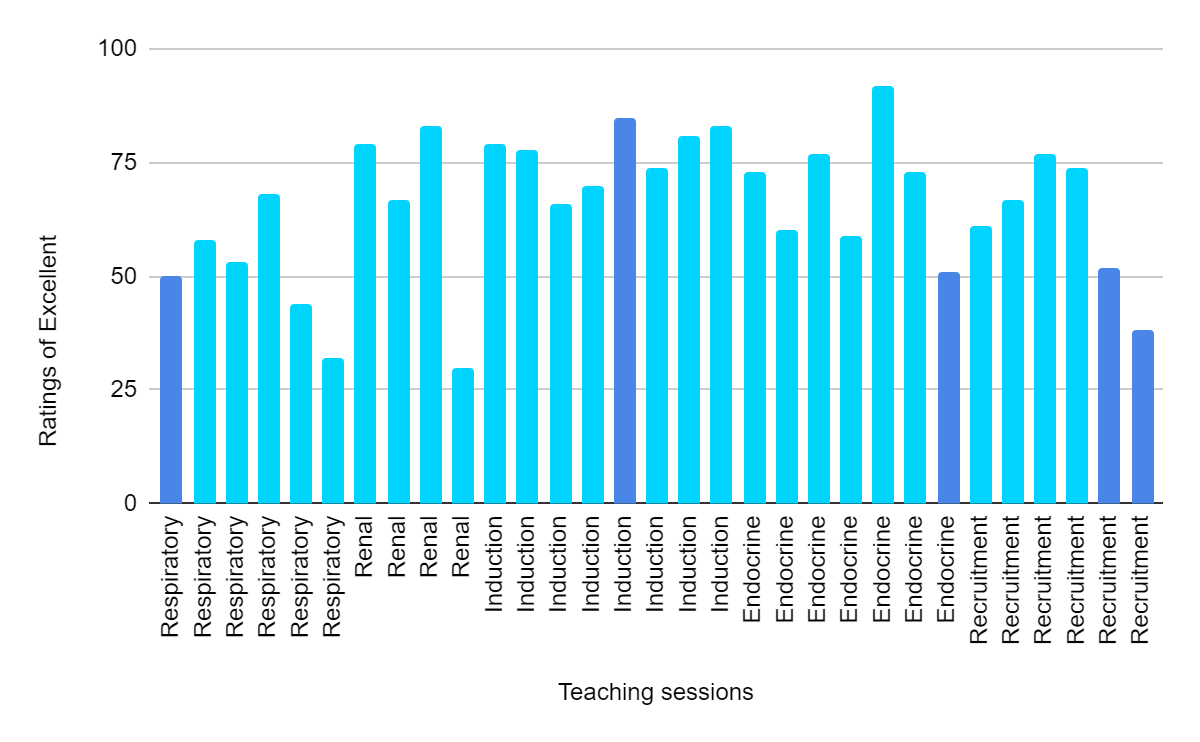 100
75
50
25
0
Ratings of Excellent
Respiratory
Respiratory
Respiratory
Respiratory
Respiratory
Respiratory
Renal
Renal
Renal
Renal
Induction
Induction
Induction
Induction
Induction
Induction
Induction
Induction
Endocrine
Endocrine
Endocrine
Endocrine
Endocrine
Endocrine
Endocrine
Recruitment
Recruitment
Recruitment
Recruitment
Recruitment
Recruitment
Teaching sessions